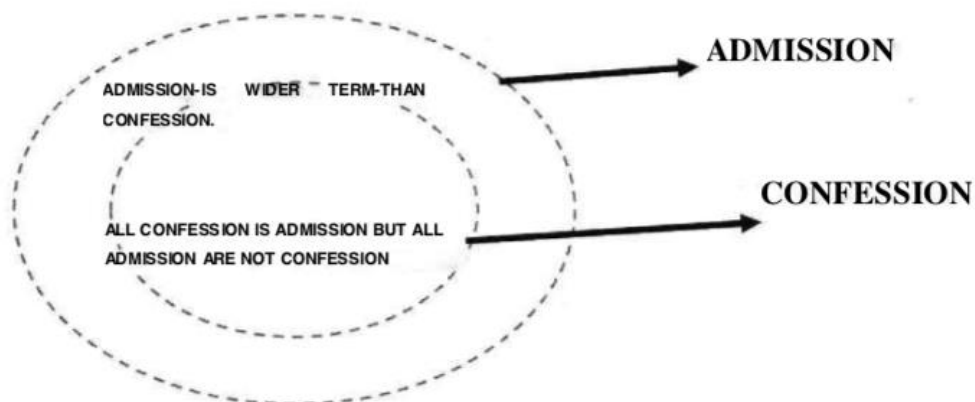 ADMISSION
ADMISSION-IS WIDER TERM-THAN
CONFESSION.
CONFESSION
ALL CONFESSION IS ADMISSION BUT ALL
ADMISSION ARE NOT CONFESSION